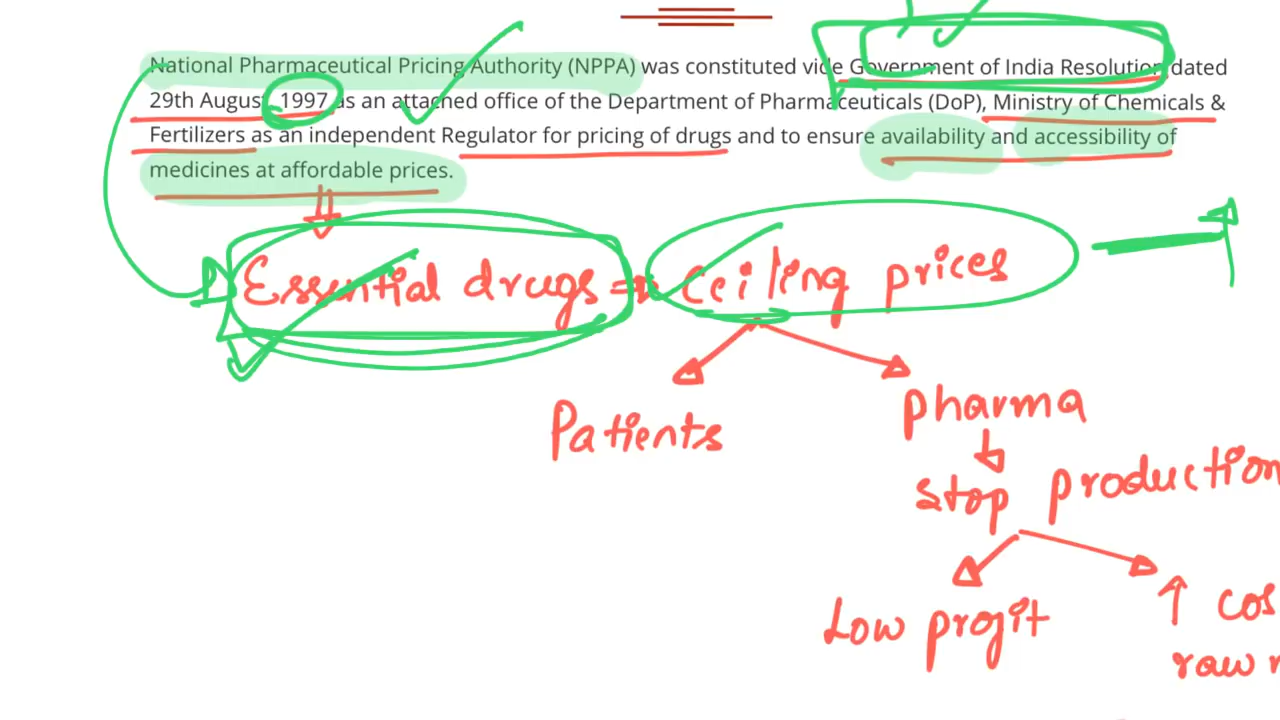 National Pharmaceutical Pricing Authority (NPPA) was constituted vide Government of India Resolution dated
29th August, 1997 as an attached office of the Department of Pharmaceuticals (DoP), Ministry of Chemicals &
Fertilizers as an independent Regulator for pricing of drugs and to ensure availability and accessibility of
medicines at affordable prices.
Essential drugs = Ceiling prices
Patients
pharma
stop production
Low profit
↑ cos
raw